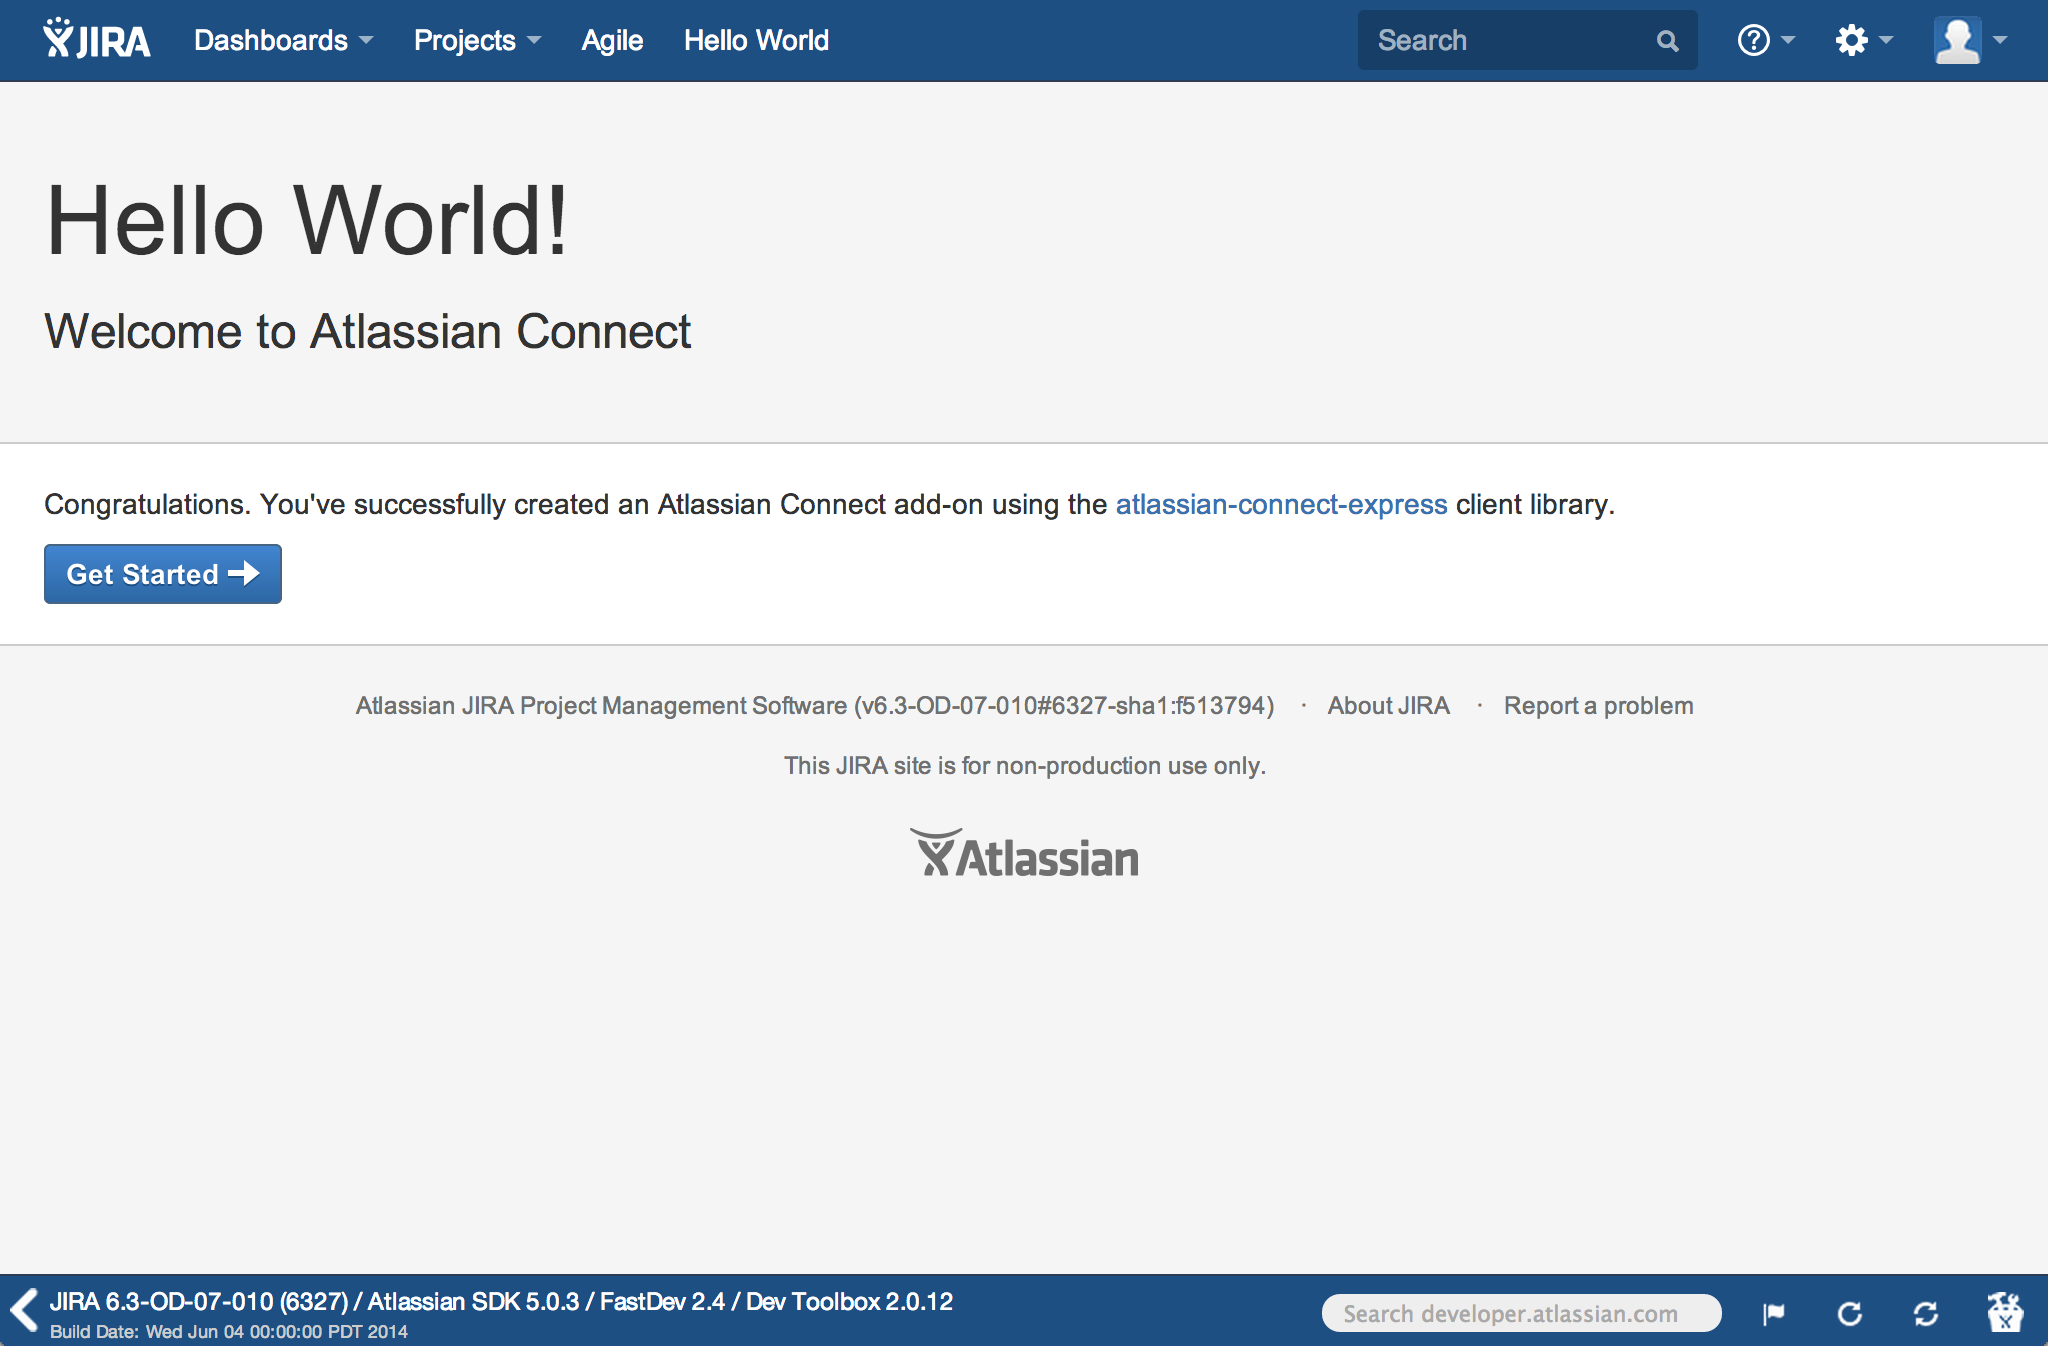 JIRA Dashboards Projects Agile Hello World Search
Hello World!
Welcome to Atlassian Connect
Congratulations. You've successfully created an Atlassian Connect add-on using the atlassian-connect-express client library.
Get Started
Atlassian JIRA Project Management Software (v6.3-OD-07-010#6327-sha1:f513794) · About JIRA · Report a problem
This JIRA site is for non-production use only.
Atlassian
JIRA 6.3-OD-07-010 (6327) / Atlassian SDK 5.0.3 / FastDev 2.4 / Dev Toolbox 2.0.12
Build Date: Wed Jun 04 00:00:00 PDT 2014
Search developer.atlassian.com